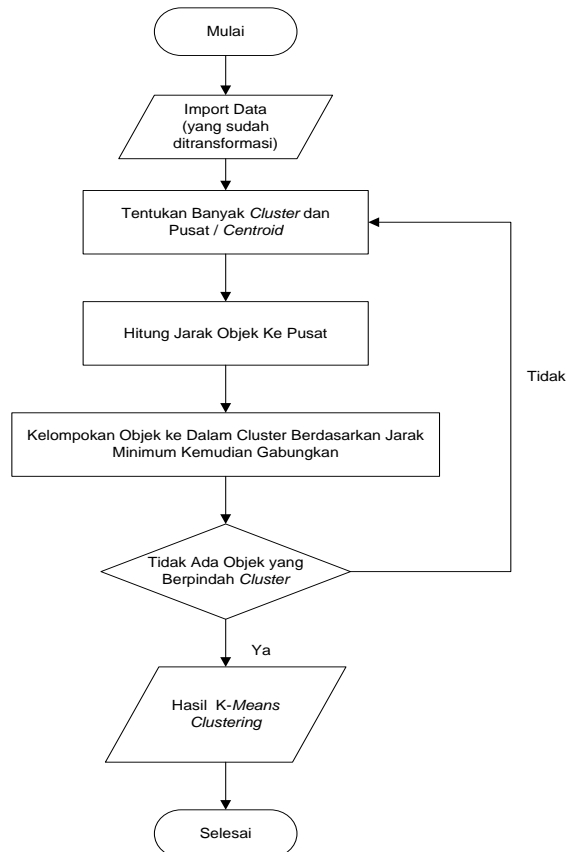 Mulai
Import Data
(yang sudah
ditransformasi)
Tentukan Banyak Cluster dan
Pusat / Centroid
Hitung Jarak Objek Ke Pusat
Tidak
Kelompokan Objek ke Dalam Cluster Berdasarkan Jarak
Minimum Kemudian Gabungkan
Tidak Ada Objek yang
Berpindah Cluster
Ya
Hasil K-Means
Clustering
Selesai